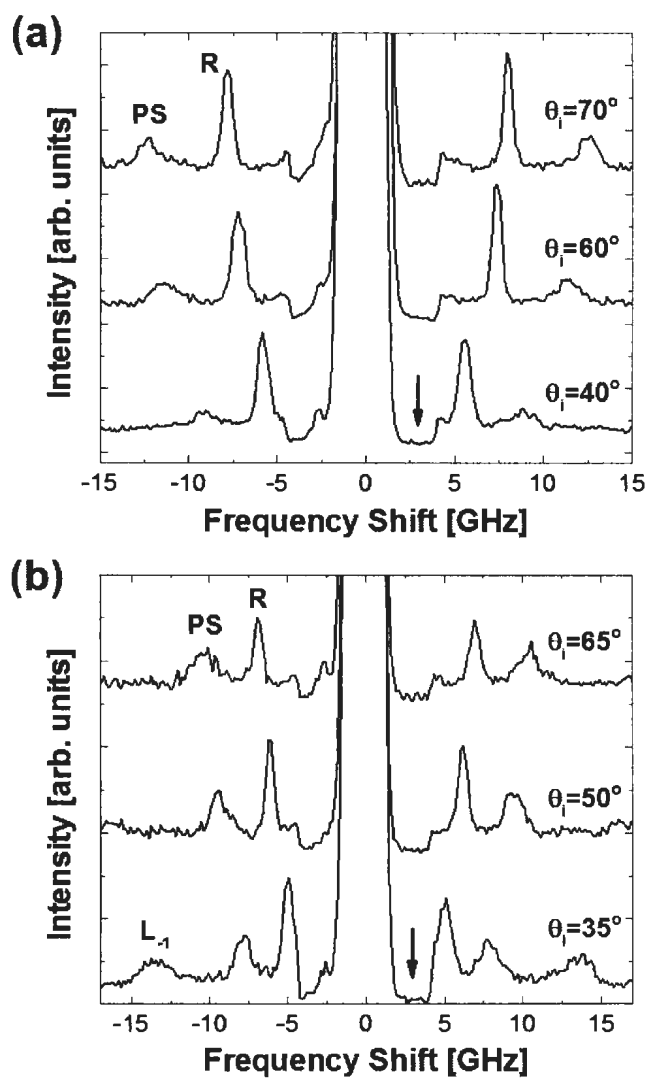 (a)
R
PS
θi=70°
θi=60°
θi=40°
Intensity [arb. units]
-15 -10 -5 0 5 10 15
Frequency Shift [GHz]
(b)
R
PS
θi=65°
θi=50°
L-1
θi=35°
Intensity [arb. units]
-15 -10 -5 0 5 10 15
Frequency Shift [GHz]